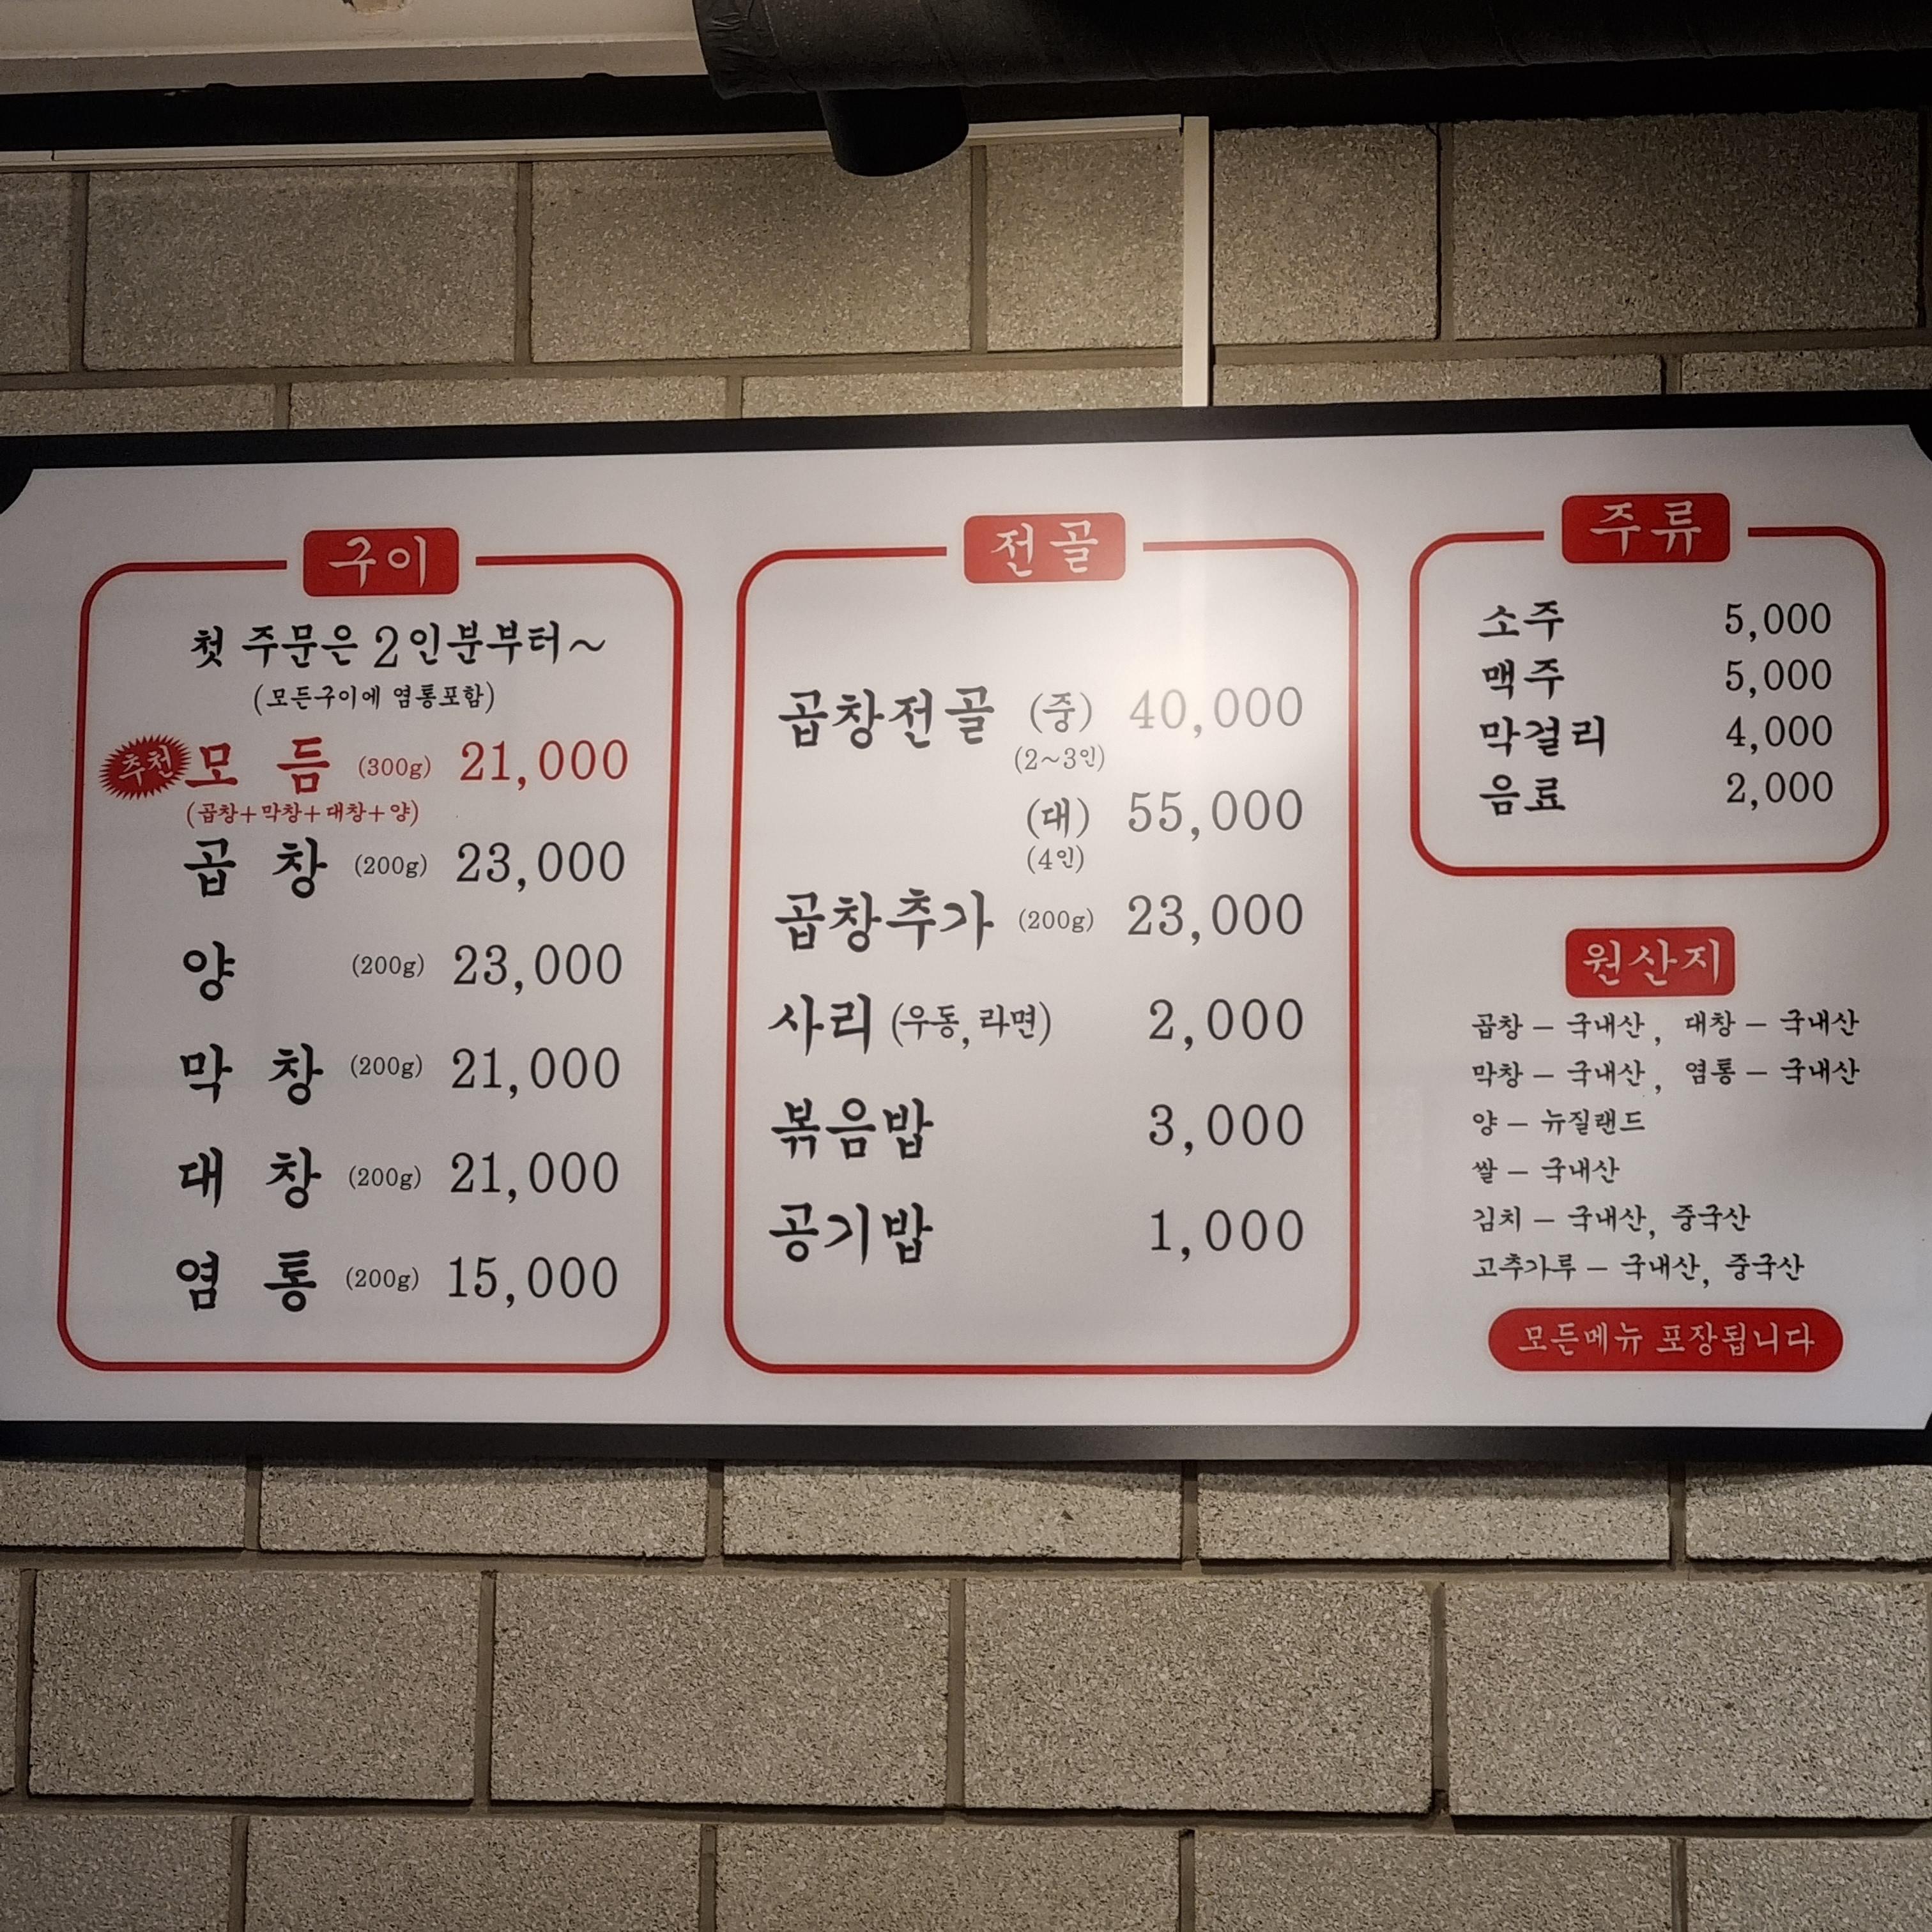 구이
첫 주문은 2인분부터~
(모든구이에 염통포함)
추천 모 듬 (300g) 21,000
(곱창+막창+대창+양)
곱 창 (200g) 23,000
양 (200g) 23,000
막 창 (200g) 21,000
대 창 (200g) 21,000
염 통 (200g) 15,000
전골
곱창전골 (중) 40,000
(2~3인)
(대) 55,000
(4인)
곱창추가 (200g) 23,000
사리 (우동, 라면) 2,000
볶음밥 3,000
공기밥 1,000
주류
소주 5,000
맥주 5,000
막걸리 4,000
음료 2,000
원산지
곱창 – 국내산, 대창 – 국내산
막창 – 국내산, 염통 – 국내산
양 – 뉴질랜드
쌀 – 국내산
김치 – 국내산, 중국산
고추가루 – 국내산, 중국산
모든메뉴 포장됩니다